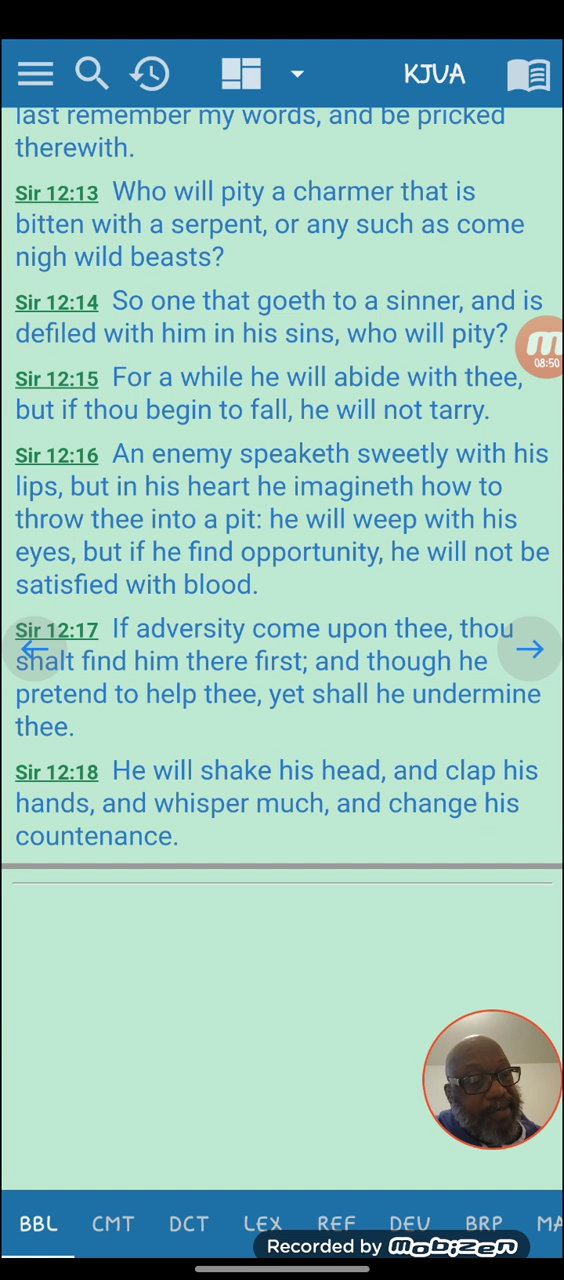 KJVA
last remember my words, and be pricked
therewith.
Sir 12:13 Who will pity a charmer that is
bitten with a serpent, or any such as come
nigh wild beasts?
Sir 12:14 So one that goeth to a sinner, and is
defiled with him in his sins, who will pity?
08:50
Sir 12:15 For a while he will abide with thee,
but if thou begin to fall, he will not tarry.
Sir 12:16 An enemy speaketh sweetly with his
lips, but in his heart he imagineth how to
throw thee into a pit: he will weep with his
eyes, but if he find opportunity, he will not be
satisfied with blood.
Sir 12:17 If adversity come upon thee, thou
shalt find him there first; and though he
pretend to help thee, yet shall he undermine
thee.
Sir 12:18 He will shake his head, and clap his
hands, and whisper much, and change his
countenance.
BBL CMT DCT LEX REF DEV BRP MA
Recorded by mobizen